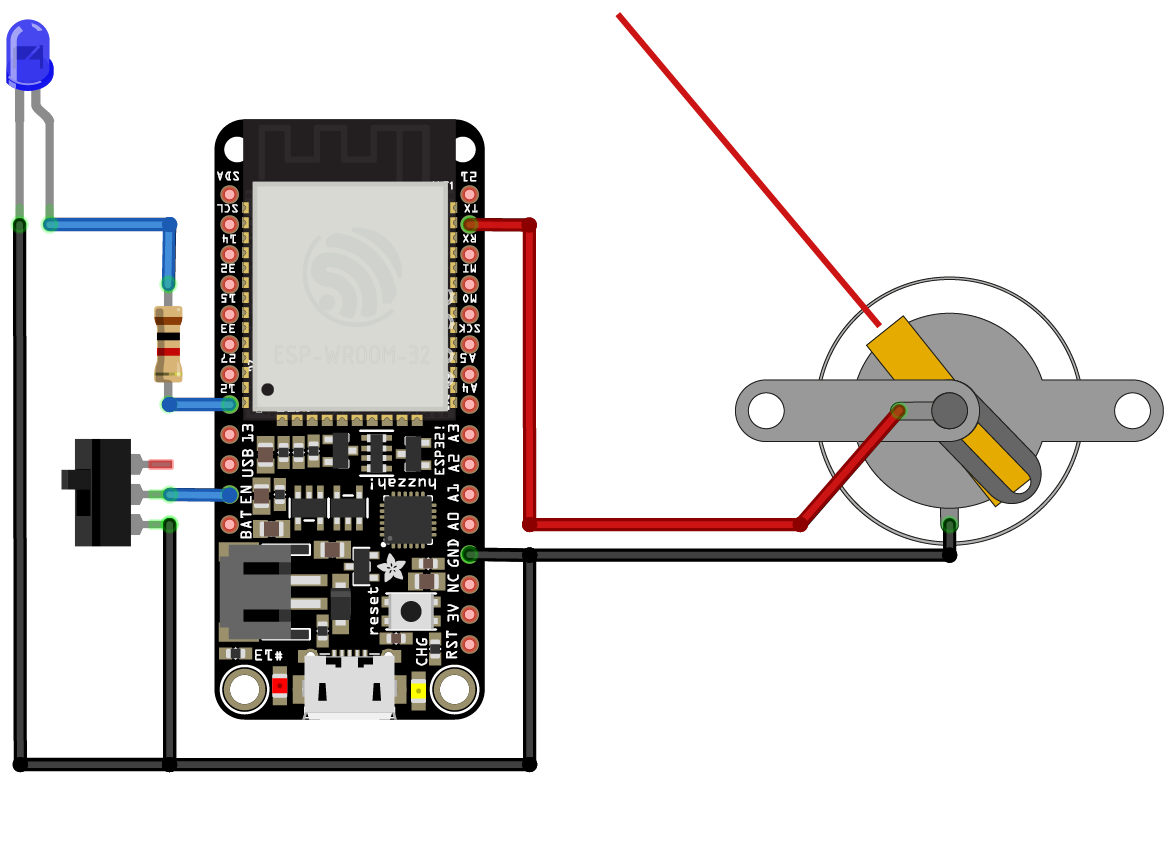 SDA
SCL
14
32
15
33
27
12
13
USB
EN
BAT
21
TX
RX
MI
MO
SCK
A5
A4
A3
A2
A1
A0
GND
NC
3V
RST
ESP-WROOM-32
ESP32!
huzzah!
reset
CHG
#13